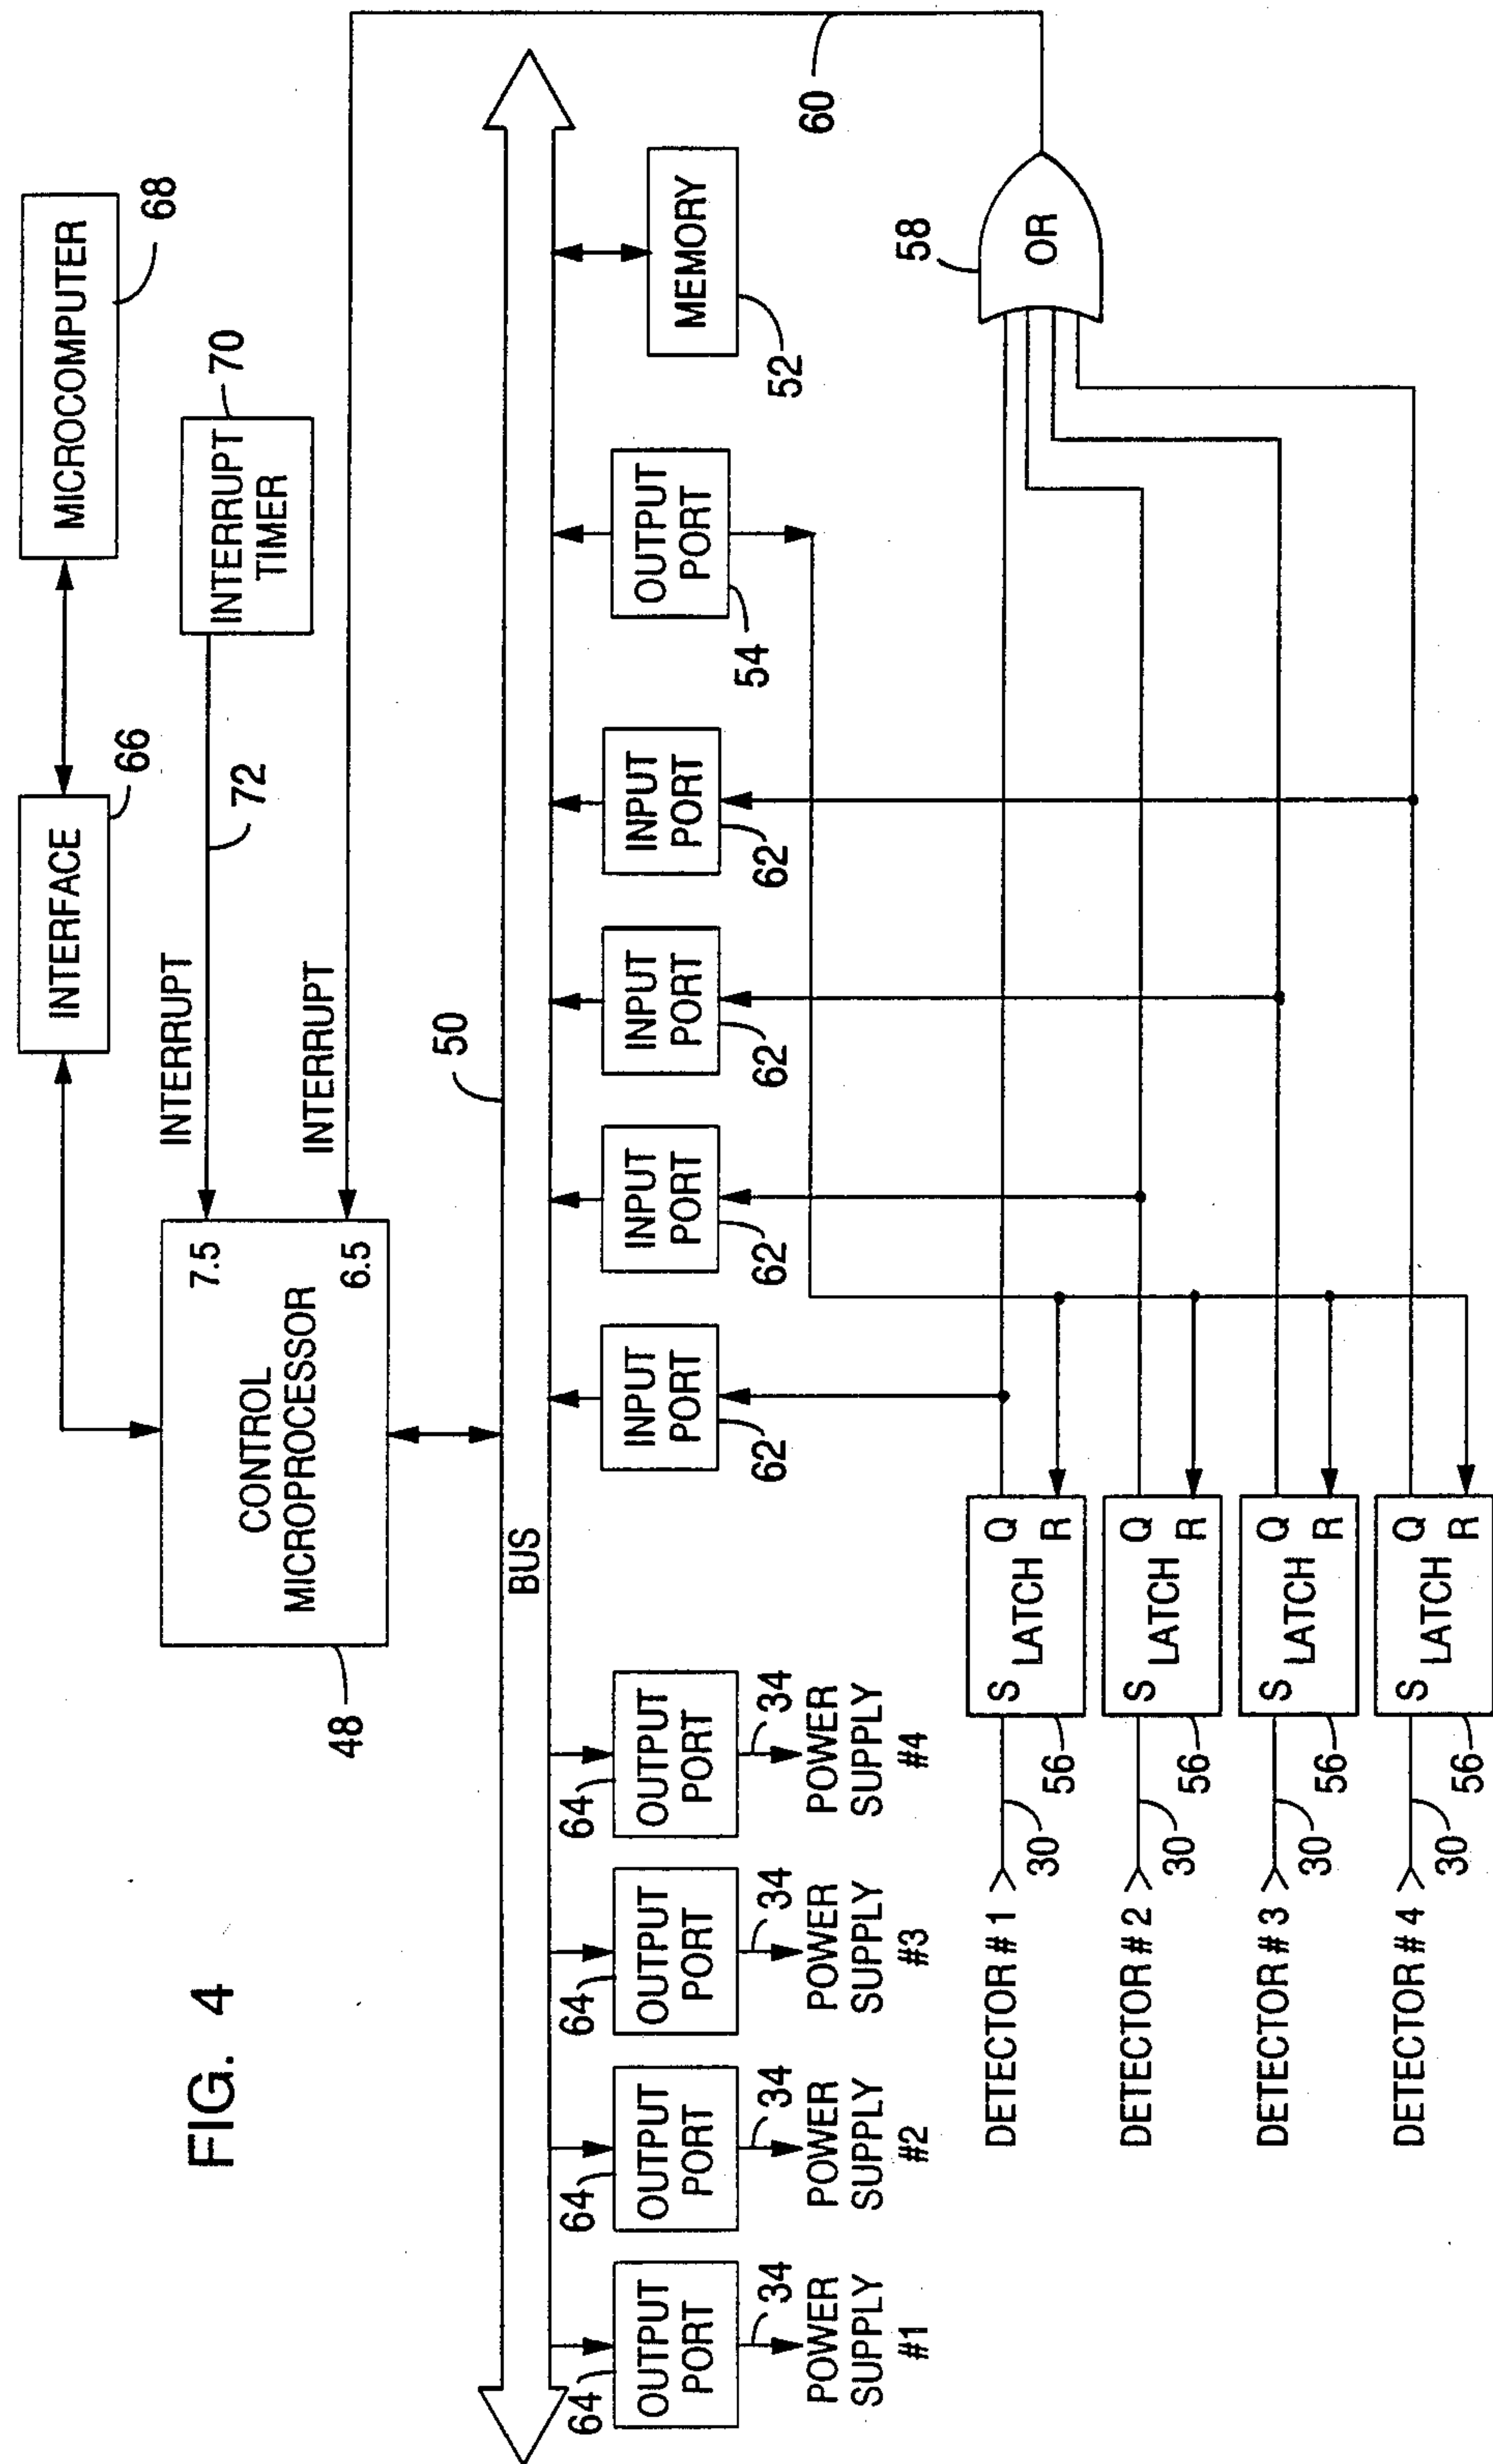 FIG. 4
INTERFACE
66
MICROCOMPUTER
68
INTERRUPT
TIMER
70
INTERRUPT
72
INTERRUPT
60
CONTROL
MICROPROCESSOR
7.5
6.5
48
50
BUS
64
OUTPUT
PORT
34
POWER
SUPPLY
#1
64
OUTPUT
PORT
34
POWER
SUPPLY
#2
64
OUTPUT
PORT
34
POWER
SUPPLY
#3
64
OUTPUT
PORT
34
POWER
SUPPLY
#4
INPUT
PORT
62
INPUT
PORT
62
INPUT
PORT
62
INPUT
PORT
62
OUTPUT
PORT
54
MEMORY
52
58
OR
DETECTOR # 1
30
S
LATCH
Q
R
56
DETECTOR # 2
30
S
LATCH
Q
R
56
DETECTOR # 3
30
S
LATCH
Q
R
56
DETECTOR # 4
30
S
LATCH
Q
R
56